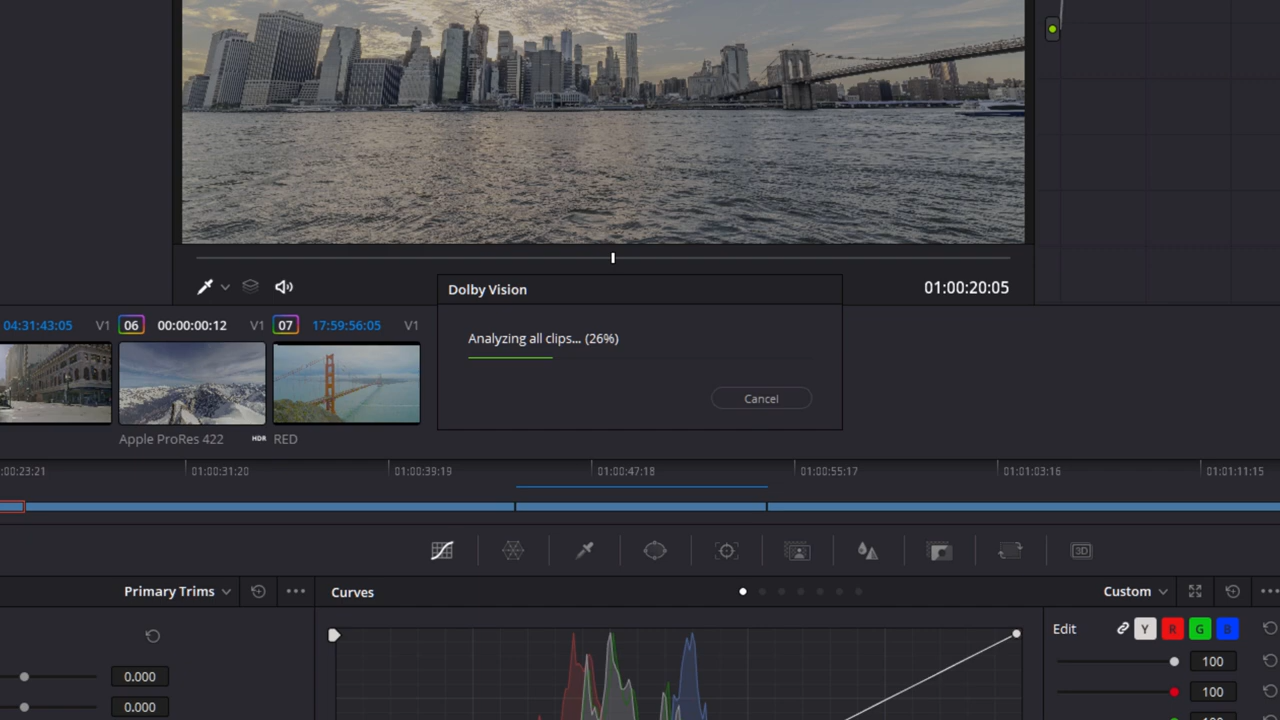 01:00:20:05
Dolby Vision
Analyzing all clips... (26%)
Cancel
04:31:43:05 V1 06 00:00:00:12 V1 07 17:59:56:05 V1
Apple ProRes 422 HDR RED
:00:23:21 01:00:31:20 01:00:39:19 01:00:47:18 01:00:55:17 01:01:03:16 01:01:11:15
3D
Primary Trims Curves Custom
Edit Y R G B
0.000 100
0.000 100